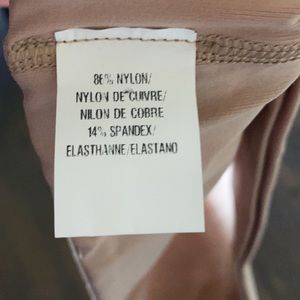 86% NYLON/
NYLON DE CUIVRE/
NILON DE COBRE
14% SPANDEX/
ELASTHANNE/ELASTANO